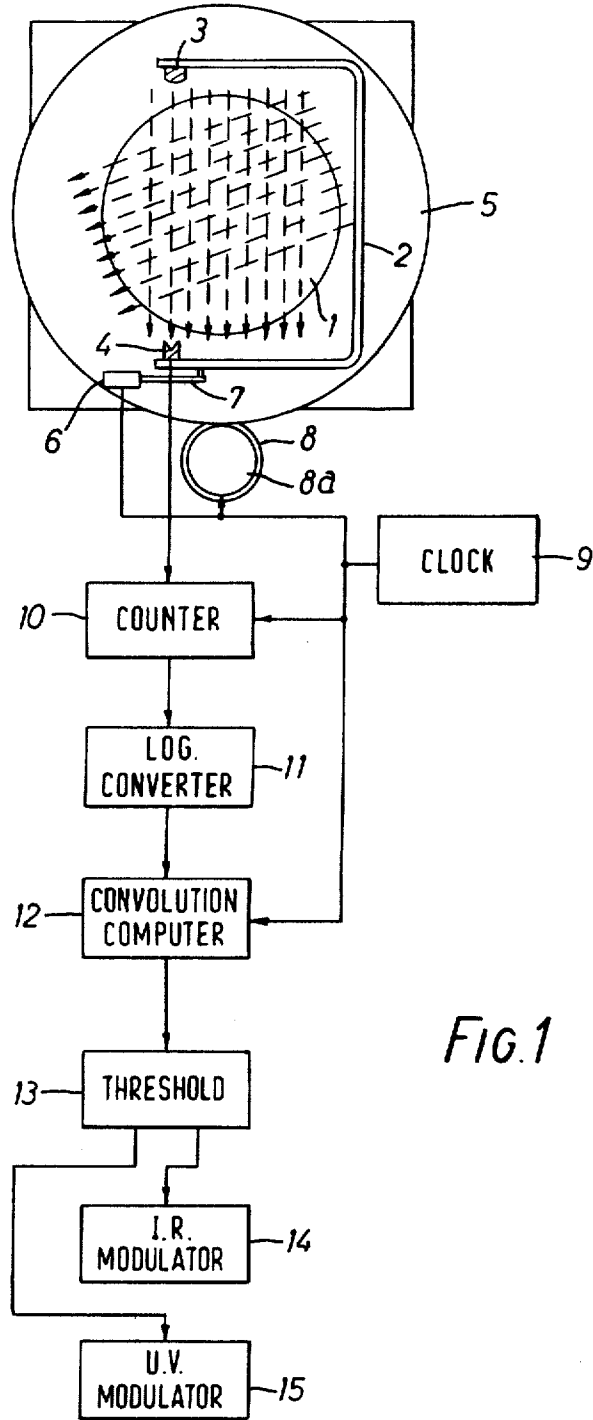 3
5
2
1
4
6
7
8
8a
CLOCK
9
10
COUNTER
LOG.
CONVERTER
11
12
CONVOLUTION
COMPUTER
FIG.1
13
THRESHOLD
I.R.
MODULATOR
14
U.V.
MODULATOR
15